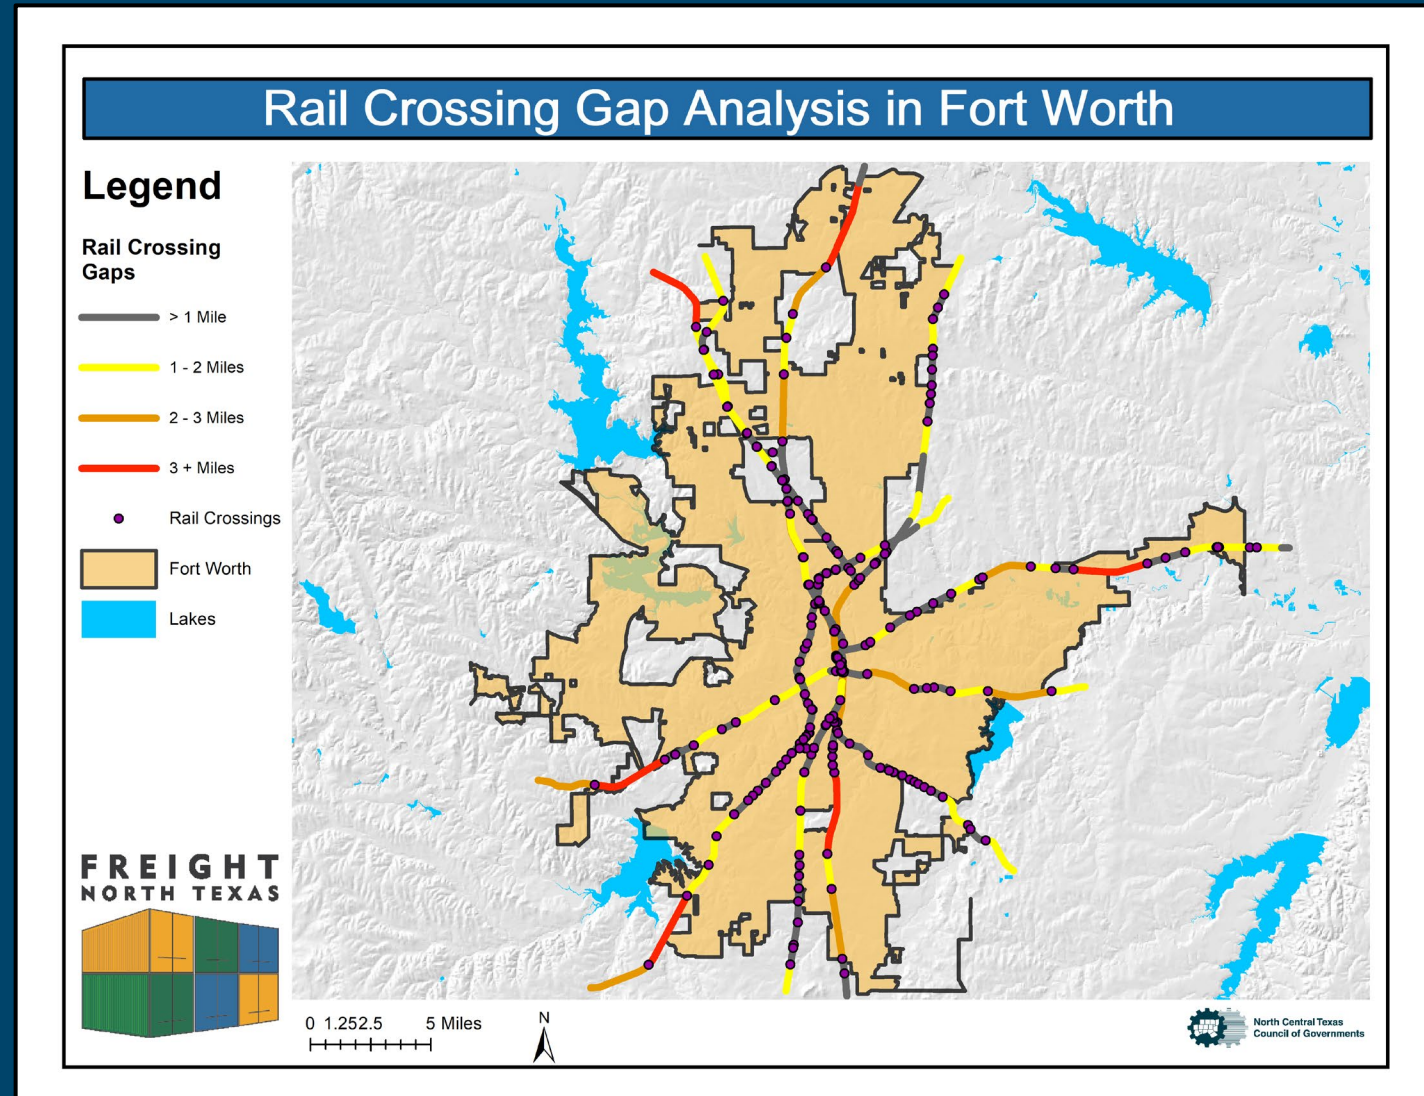 Rail Crossing Gap Analysis in Fort Worth
Legend
Rail Crossing
Gaps
> 1 Mile
1 - 2 Miles
2 - 3 Miles
3 + Miles
Rail Crossings
Fort Worth
Lakes
FREIGHT
NORTH TEXAS
0 1.252.5 5 Miles
N
North Central Texas
Council of Governments